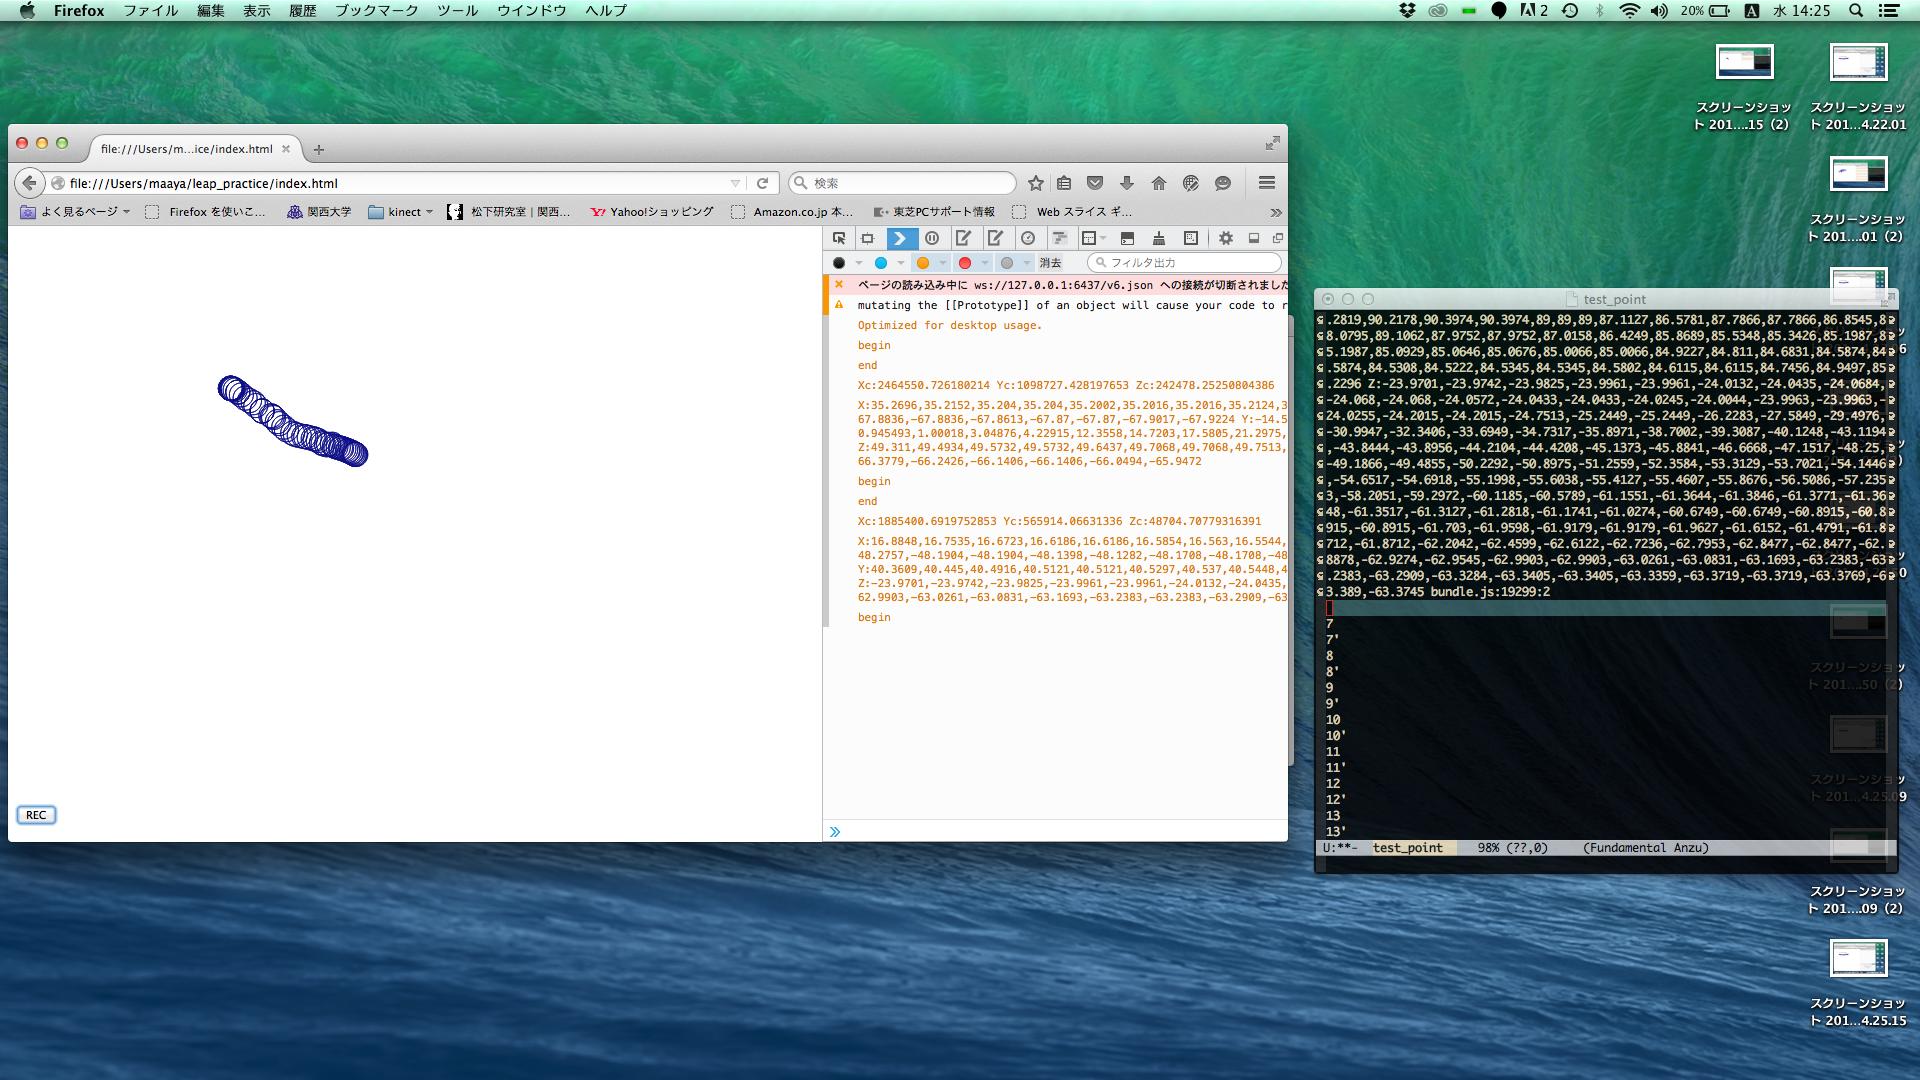 Firefox ファイル 編集 表示 履歴 ブックマーク ツール ウインドウ ヘルプ
2 20% A 水 14:25
スクリーンショッ
ト 201....15 (2)
スクリーンショッ
ト 201...4.22.01
スクリーンショッ
ト 201....01 (2)
file:///Users/m...ice/index.html
file:///Users/maaya/leap_practice/index.html
検索
よく見るページ
Firefox を使いこ...
関西大学
kinect
松下研究室 | 関西...
Yahoo!ショッピング
Amazon.co.jp 本...
東芝PCサポート情報
Web スライス ギ...
消去
フィルタ出力
ページの読み込み中に ws://127.0.0.1:6437/v6.json への接続が切断されました
mutating the [[Prototype]] of an object will cause your code to r
Optimized for desktop usage.
begin
end
Xc:2464550.726180214 Yc:1098727.428197653 Zc:242478.25250804386
X:35.2696,35.2152,35.204,35.204,35.2002,35.2016,35.2016,35.2124,3
67.8836,-67.8836,-67.8613,-67.87,-67.87,-67.9017,-67.9224 Y:-14.5
0.945493,1.00018,3.04876,4.22915,12.3558,14.7203,17.5805,21.2975,
Z:49.311,49.4934,49.5732,49.5732,49.6437,49.7068,49.7068,49.7513,
66.3779,-66.2426,-66.1406,-66.1406,-66.0494,-65.9472
begin
end
Xc:1885400.6919752853 Yc:565914.06631336 Zc:48704.70779316391
X:16.8848,16.7535,16.6723,16.6186,16.6186,16.5854,16.563,16.5544,
48.2757,-48.1904,-48.1904,-48.1398,-48.1282,-48.1708,-48.1708,-48
Y:40.3609,40.445,40.4916,40.5121,40.5121,40.5297,40.537,40.5448,4
Z:-23.9701,-23.9742,-23.9825,-23.9961,-23.9961,-24.0132,-24.0435,
62.9903,-63.0261,-63.0831,-63.1693,-63.2383,-63.2383,-63.2909,-63
begin
REC
test_point
.2819,90.2178,90.3974,90.3974,89,89,89,87.1127,86.5781,87.7866,87.7866,86.8545,8
8.0795,89.1062,87.9752,87.9752,87.0158,86.4249,85.8689,85.5348,85.3426,85.1987,8
5.1987,85.0929,85.0646,85.0676,85.0066,85.0066,84.9227,84.811,84.6831,84.5874,84
.5874,84.5308,84.5222,84.5345,84.5345,84.5802,84.6115,84.6115,84.7456,84.9497,85
.2296 Z:-23.9701,-23.9742,-23.9825,-23.9961,-23.9961,-24.0132,-24.0435,-24.0684,
-24.068,-24.068,-24.0572,-24.0433,-24.0433,-24.0245,-24.0044,-23.9963,-23.9963,-
24.0255,-24.2015,-24.2015,-24.7513,-25.2449,-25.2449,-26.2283,-27.5849,-29.4976,
-30.9947,-32.3406,-33.6949,-34.7317,-35.8971,-38.7002,-39.3087,-40.1248,-43.1194
,-43.8444,-43.8956,-44.2104,-44.4208,-45.1373,-45.8841,-46.6668,-47.1517,-48.25,
-49.1866,-49.4855,-50.2292,-50.8975,-51.2559,-52.3584,-53.3129,-53.7021,-54.1446
,-54.6517,-54.6918,-55.1998,-55.6038,-55.4127,-55.4607,-55.8676,-56.5086,-57.235
3,-58.2051,-59.2972,-60.1185,-60.5789,-61.1551,-61.3644,-61.3846,-61.3771,-61.36
48,-61.3517,-61.3127,-61.2818,-61.1741,-61.0274,-60.6749,-60.6749,-60.8915,-60.8
915,-60.8915,-61.703,-61.9598,-61.9179,-61.9179,-61.9627,-61.6152,-61.4791,-61.8
712,-61.8712,-62.2042,-62.4599,-62.6122,-62.7236,-62.7953,-62.8477,-62.8477,-62.
8878,-62.9274,-62.9545,-62.9903,-62.9903,-63.0261,-63.0831,-63.1693,-63.2383,-63
.2383,-63.2909,-63.3284,-63.3405,-63.3405,-63.3359,-63.3719,-63.3719,-63.3769,-6
3.389,-63.3745 bundle.js:19299:2
7
7'
8
8'
9
9'
10
10'
11
11'
12
12'
13
13'
U:**- test_point 98% (??,0) (Fundamental Anzu)
スクリーンショッ
ト 201....50 (2)
スクリーンショッ
ト 201...4.25.09
スクリーンショッ
ト 201....09 (2)
スクリーンショッ
ト 201...4.25.15